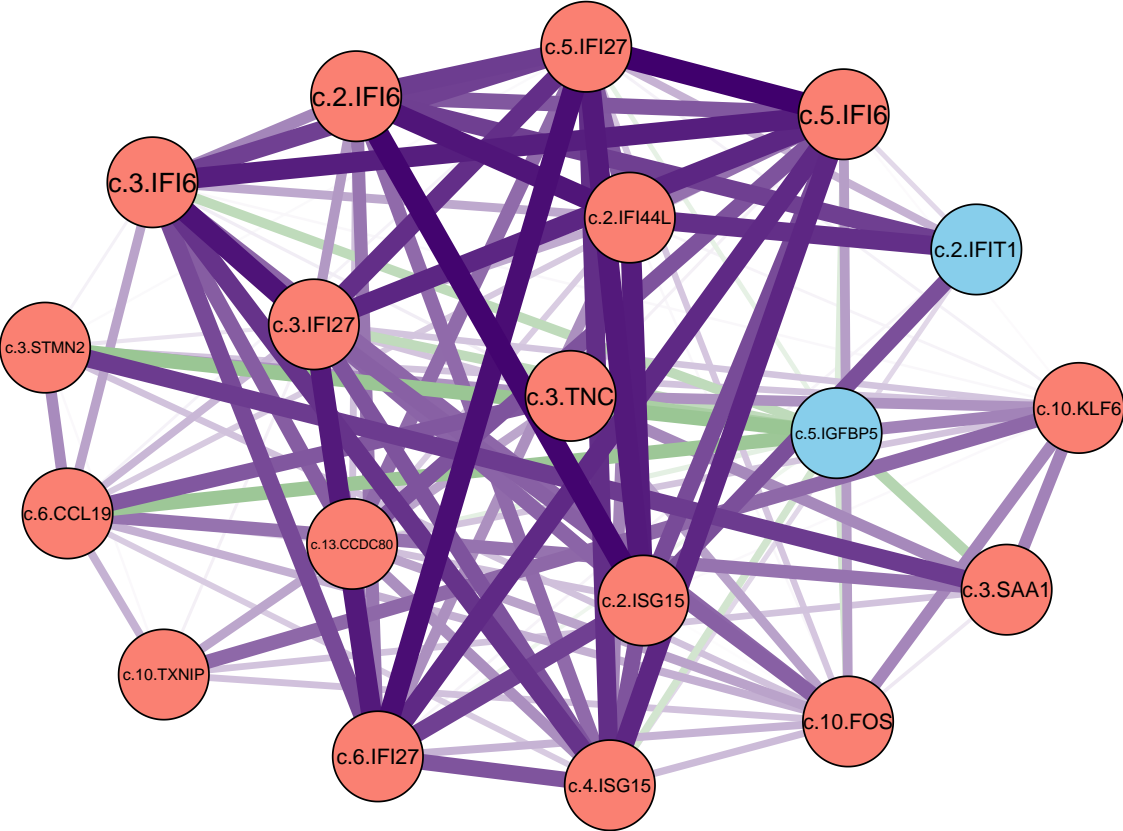 c.5.IFI27
c.2.IFI6
c.5.IFI6
c.3.IFI6
c.2.IFI44L
c.2.IFIT1
c.3.IFI27
c.3.STMN2
c.3.TNC
c.10.KLF6
c.5.IGFBP5
c.6.CCL19
c.13.CCDC80
c.2.ISG15
c.3.SAA1
c.10.TXNIP
c.10.FOS
c.6.IFI27
c.4.ISG15